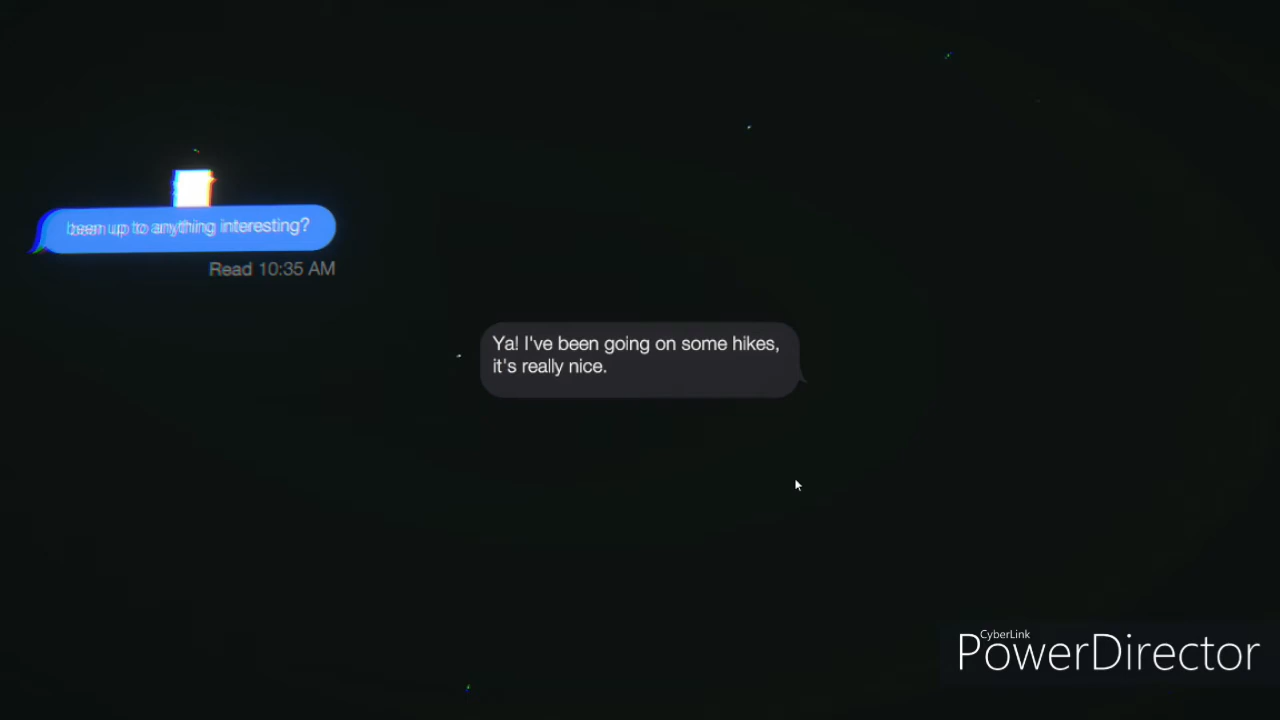 been up to anything interesting?
Read 10:35 AM
Ya! I've been going on some hikes,
it's really nice.
CyberLink
PowerDirector